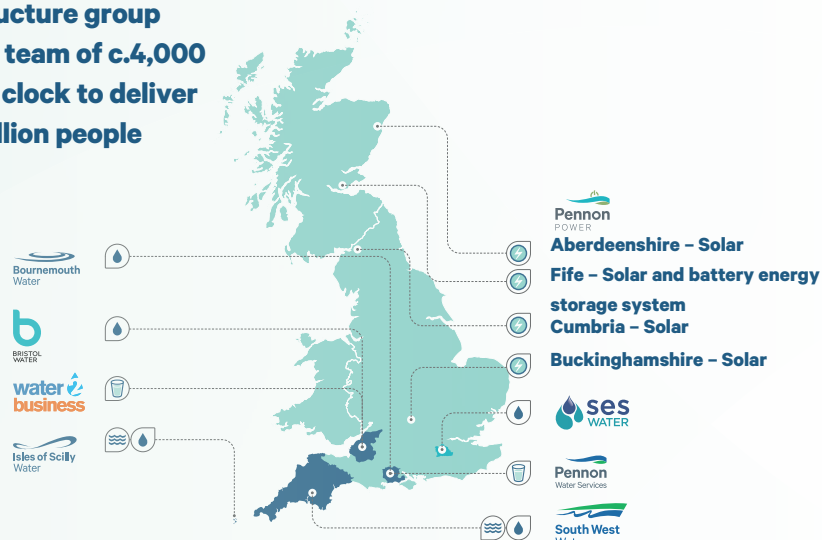 ucture group
team of c.4,000
clock to deliver
llion people
Bournemouth
Water
b
BRISTOL
WATER
water2
business
Isles of Scilly
Water
Pennon
POWER
Aberdeenshire – Solar
Fife – Solar and battery energy
storage system
Cumbria – Solar
Buckinghamshire – Solar
ses
WATER
Pennon
Water Services
South West